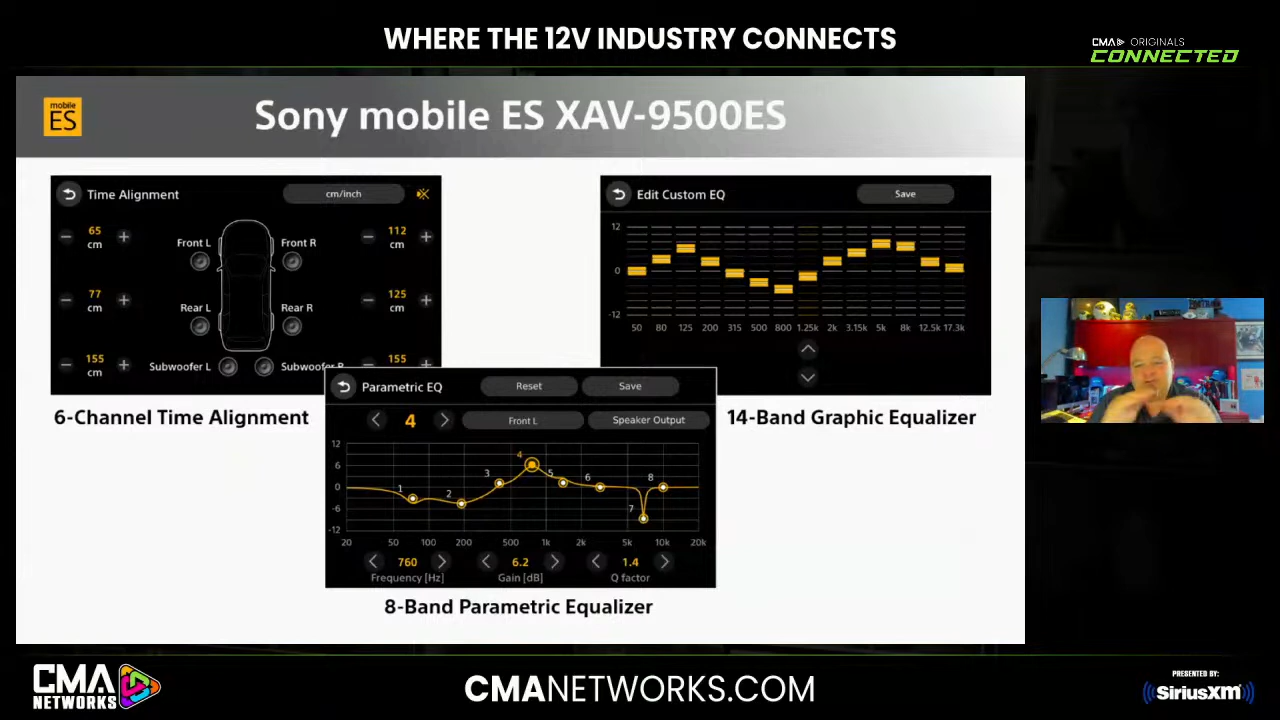 WHERE THE 12V INDUSTRY CONNECTS
CMA ORIGINALS
CONNECTED
mobile
ES
Sony mobile ES XAV-9500ES
Time Alignment
cm/inch
65
cm
112
cm
Front L
Front R
77
cm
125
cm
Rear L
Rear R
155
cm
155
Subwoofer L
Subwoofer R
6-Channel Time Alignment
Edit Custom EQ
Save
12
0
-12
50 80 125 200 315 500 800 1.25k 2k 3.15k 5k 8k 12.5k 17.3k
14-Band Graphic Equalizer
Parametric EQ
Reset
Save
4
Front L
Speaker Output
12
6
0
-6
-12
1
2
3
4
5
6
7
8
20 50 100 200 500 1k 2k 5k 10k 20k
760
6.2
1.4
Frequency [Hz]
Gain [dB]
Q factor
8-Band Parametric Equalizer
CMA
NETWORKS
CMANETWORKS.COM
PRESENTED BY:
SiriusXM